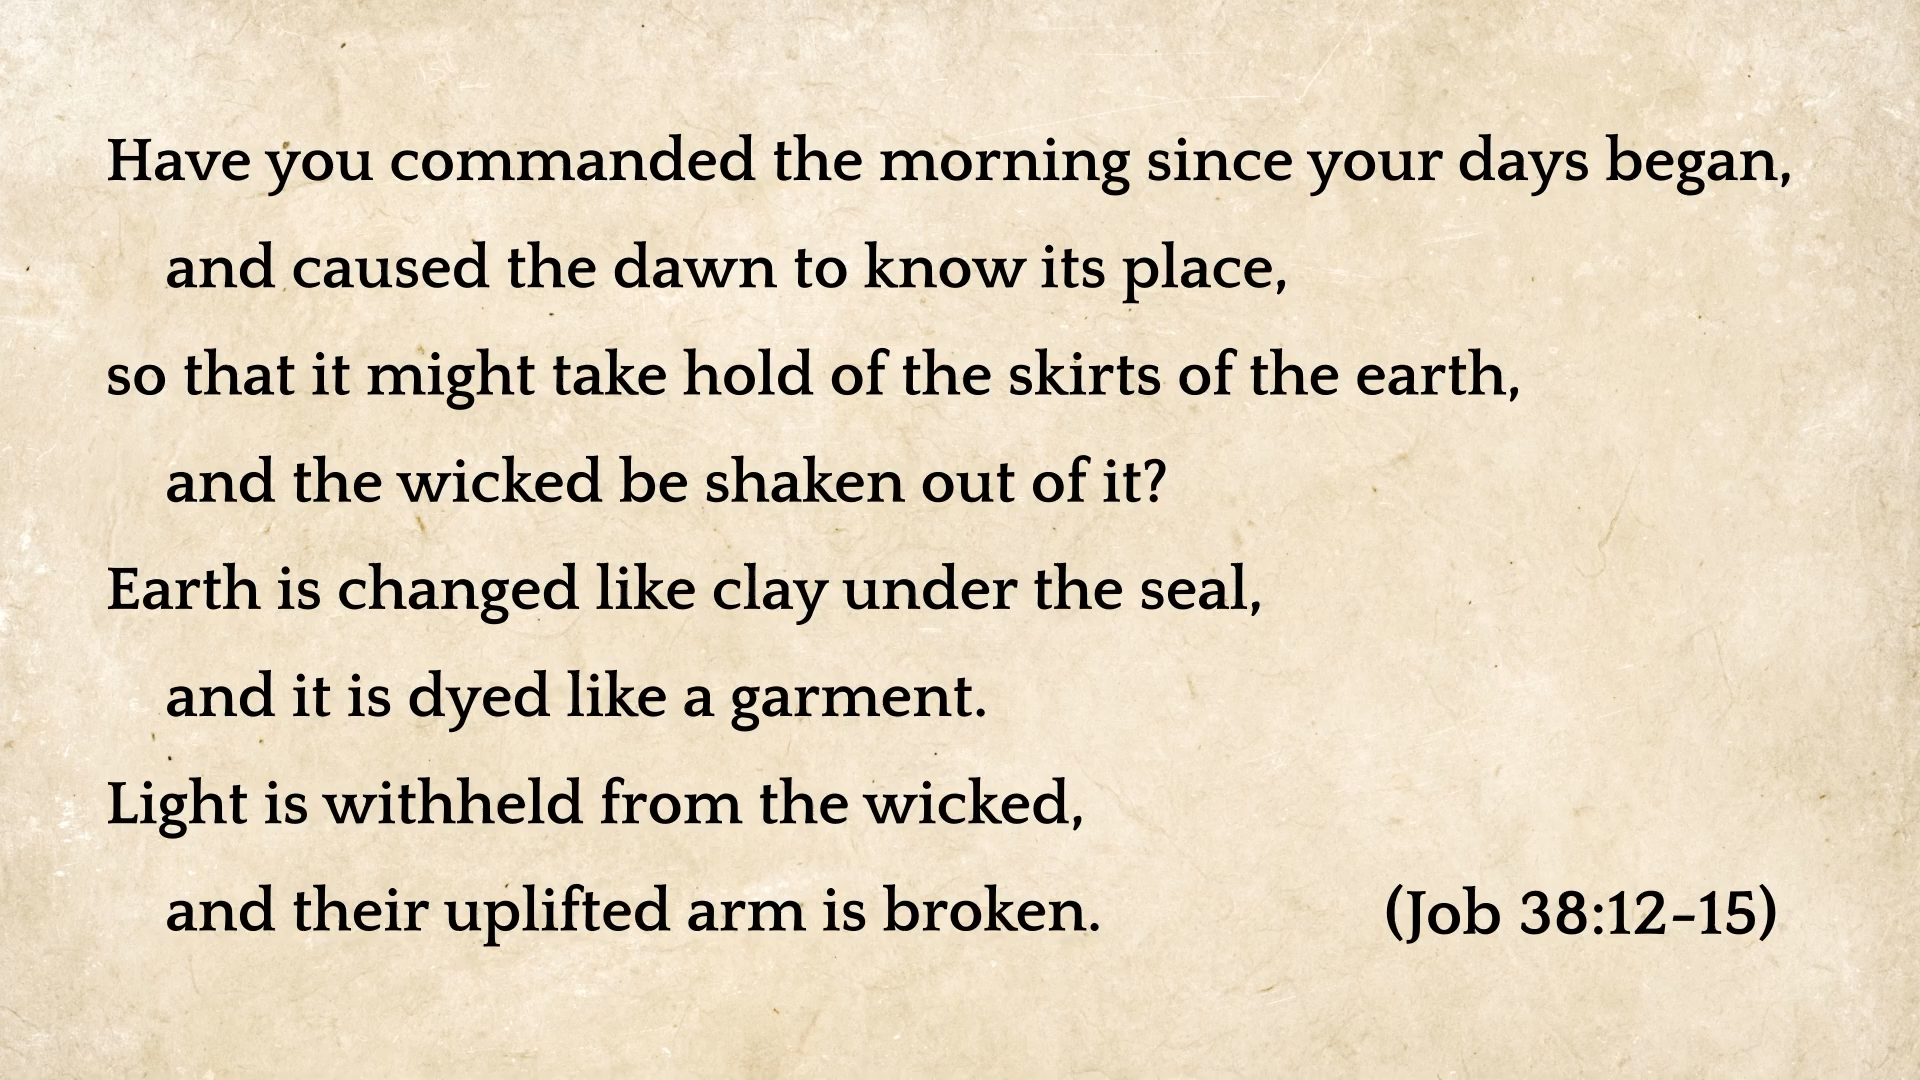 Have you commanded the morning since your days began,
and caused the dawn to know its place,
so that it might take hold of the skirts of the earth,
and the wicked be shaken out of it?
Earth is changed like clay under the seal,
and it is dyed like a garment.
Light is withheld from the wicked,
and their uplifted arm is broken. (Job 38:12–15)